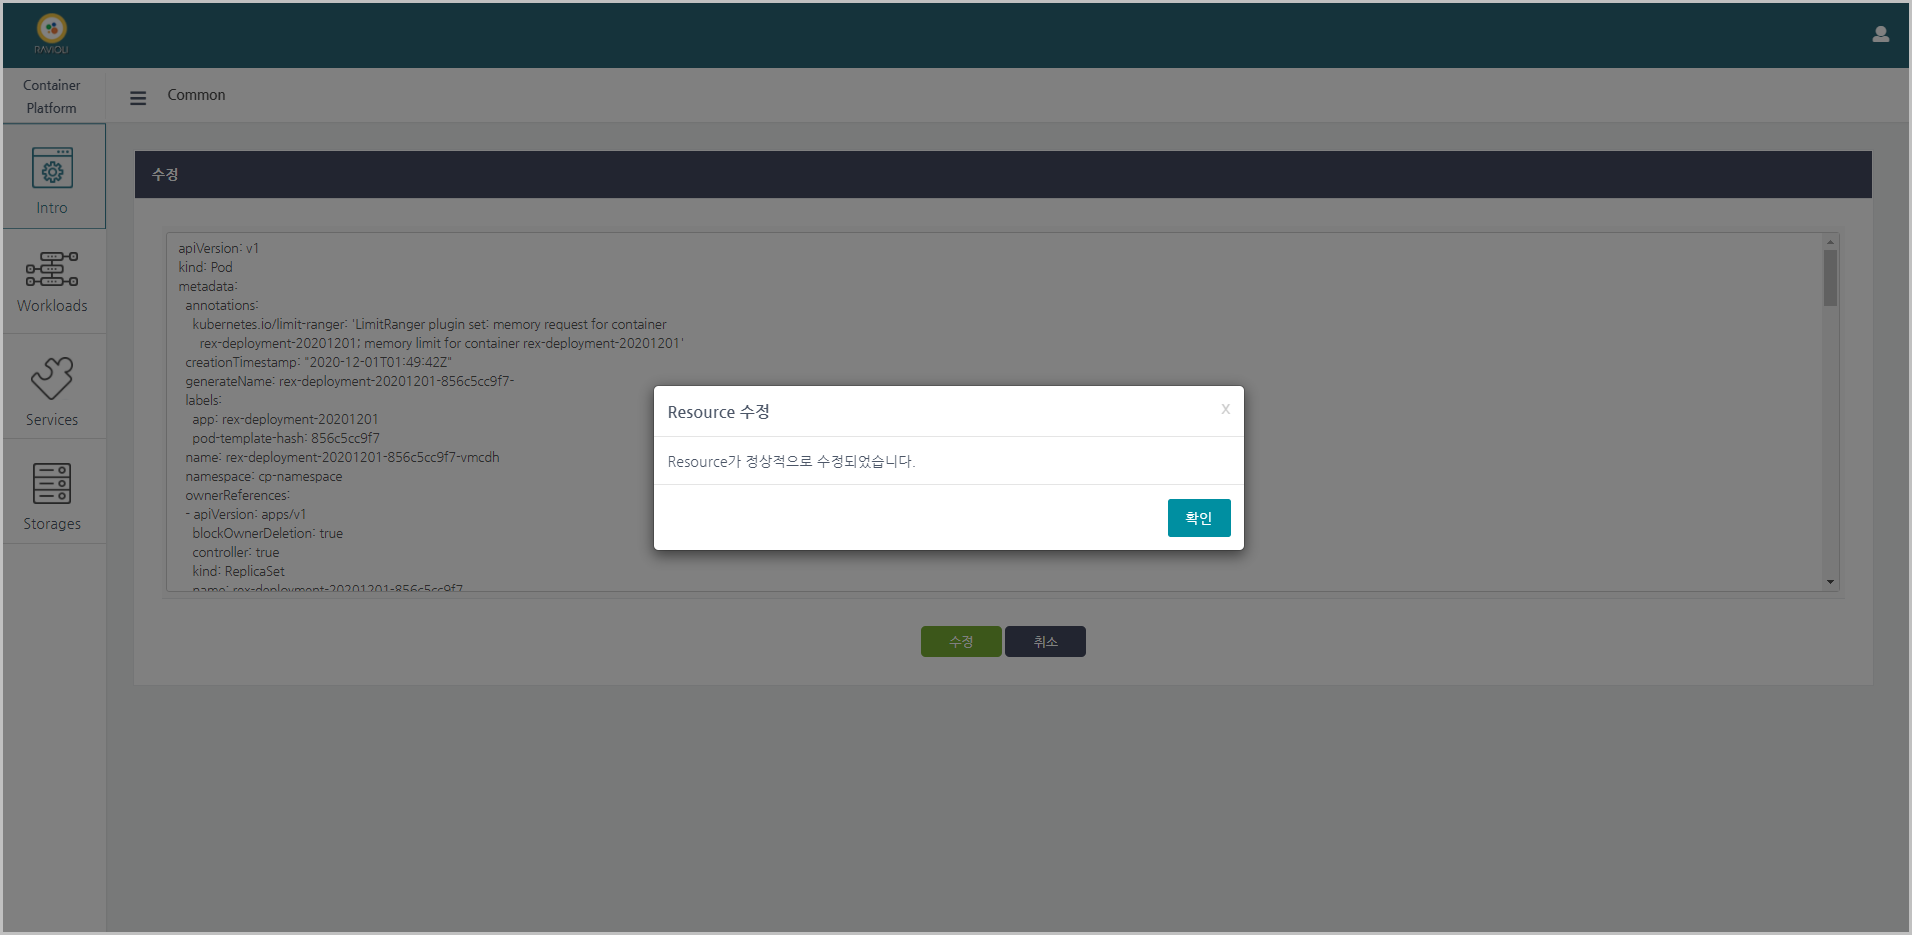 RAVIOLI
Container
Platform
Common
Intro
Workloads
Services
Storages
수정
apiVersion: v1
kind: Pod
metadata:
  annotations:
    kubernetes.io/limit-ranger: 'LimitRanger plugin set: memory request for container
      rex-deployment-20201201; memory limit for container rex-deployment-20201201'
  creationTimestamp: "2020-12-01T01:49:42Z"
  generateName: rex-deployment-20201201-856c5cc9f7-
  labels:
    app: rex-deployment-20201201
    pod-template-hash: 856c5cc9f7
  name: rex-deployment-20201201-856c5cc9f7-vmcdh
  namespace: cp-namespace
  ownerReferences:
  - apiVersion: apps/v1
    blockOwnerDeletion: true
    controller: true
    kind: ReplicaSet
    name: rex-deployment-20201201-856c5cc9f7
Resource 수정
X
Resource가 정상적으로 수정되었습니다.
확인
수정
취소